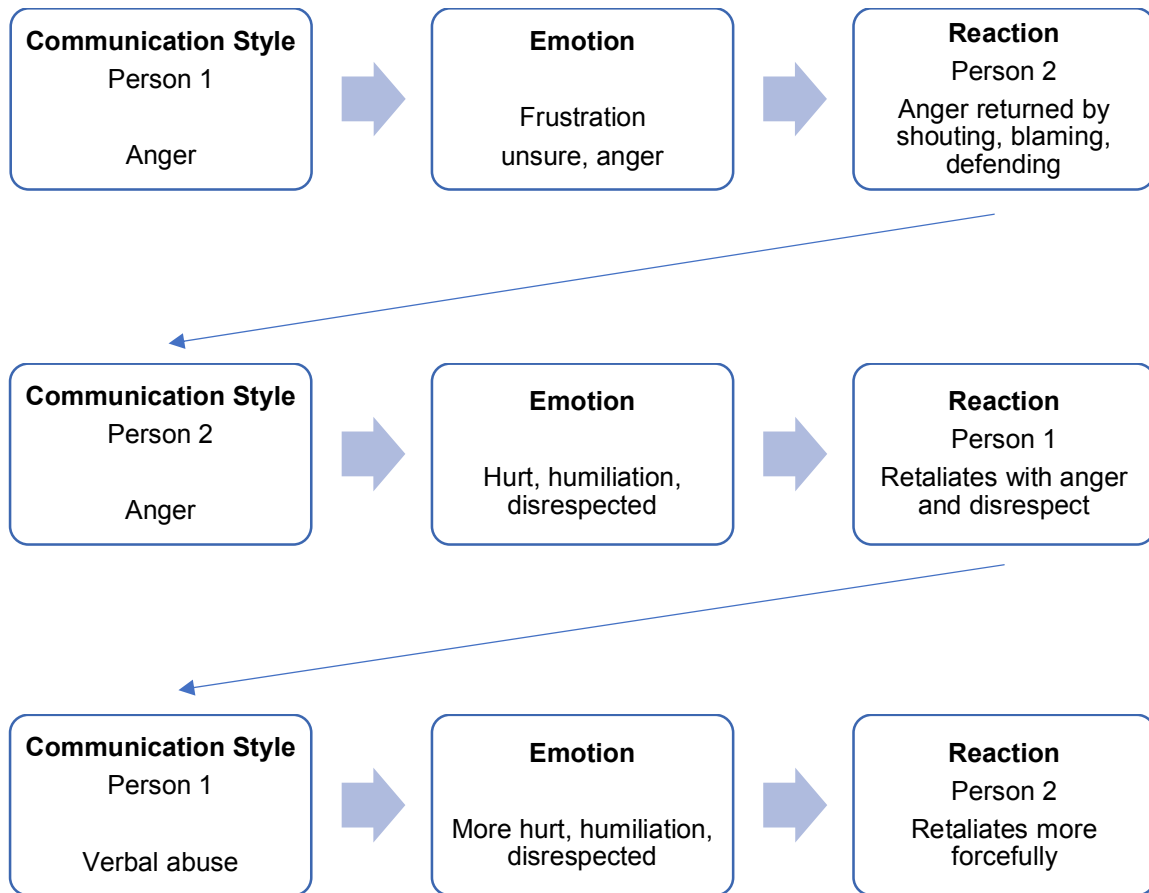 Communication Style
Person 1
Anger
Emotion
Frustration
unsure, anger
Reaction
Person 2
Anger returned by
shouting, blaming,
defending
Communication Style
Person 2
Anger
Emotion
Hurt, humiliation,
disrespected
Reaction
Person 1
Retaliates with anger
and disrespect
Communication Style
Person 1
Verbal abuse
Emotion
More hurt, humiliation,
disrespected
Reaction
Person 2
Retaliates more
forcefully